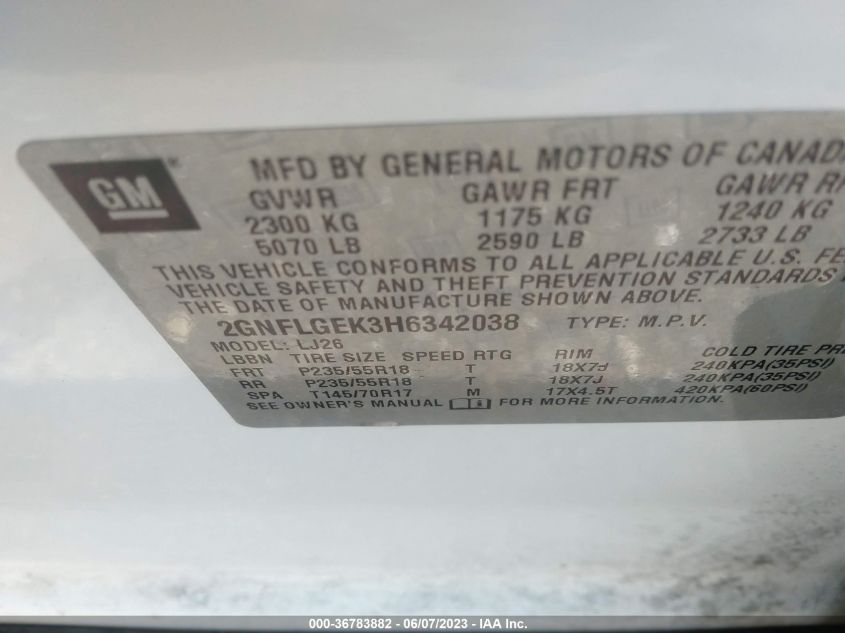 GM® MFD BY GENERAL MOTORS OF CANAD
GVWR GAWR FRT GAWR R
2300 KG 1175 KG 1240 KG
5070 LB 2590 LB 2733 LB
THIS VEHICLE CONFORMS TO ALL APPLICABLE U.S. FE
VEHICLE SAFETY AND THEFT PREVENTION STANDARDS
THE DATE OF MANUFACTURE SHOWN ABOVE.
2GNFLGEK3H6342038 TYPE: M.P.V.
MODEL: LJ26
LBBN TIRE SIZE SPEED RTG RIM COLD TIRE PRE
FRT P235/55R18 T 18X7J 240KPA(35PSI)
RR P235/55R18 T 18X7J 240KPA(35PSI)
SPA T145/70R17 M 17X4.5T 420KPA(60PSI)
SEE OWNER'S MANUAL FOR MORE INFORMATION.
000-36783882 - 06/07/2023 - IAA Inc.